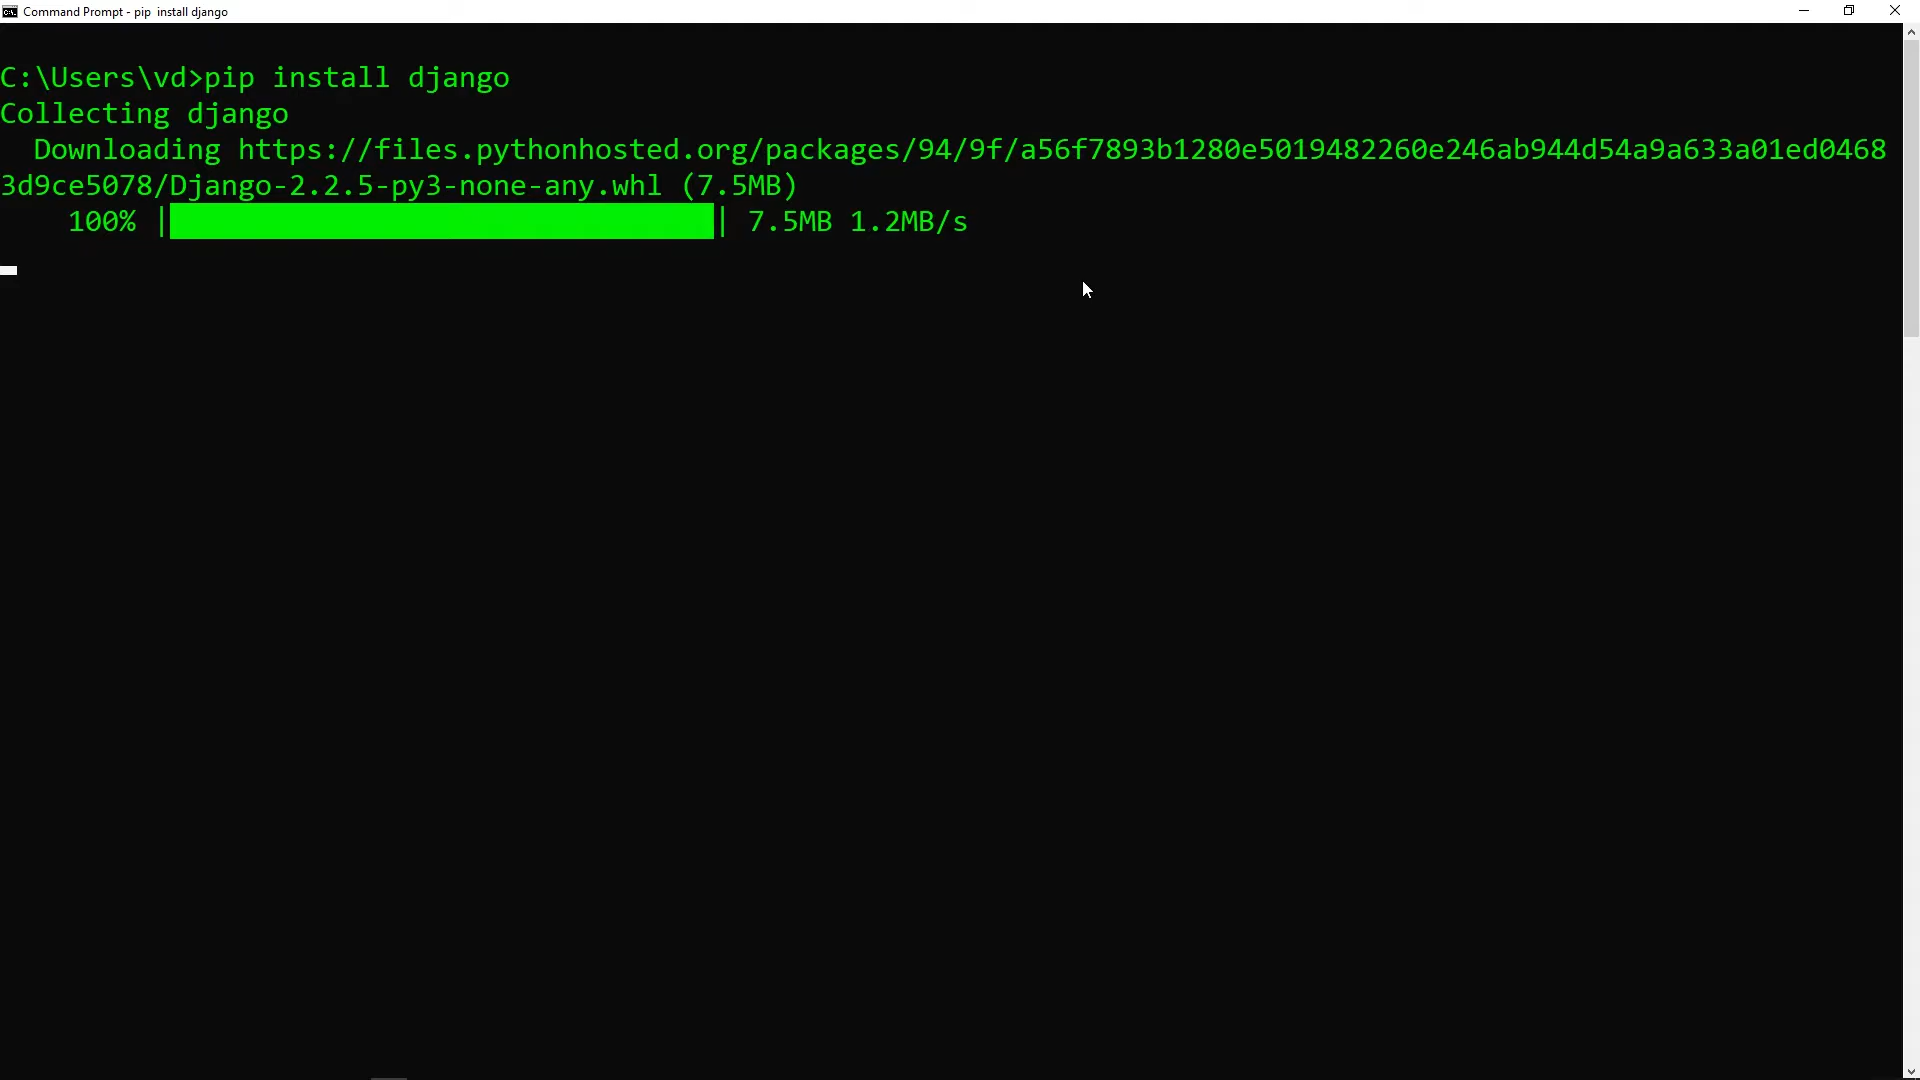 Command Prompt - pip  install django
C:\Users\vd>pip install django
Collecting django
  Downloading https://files.pythonhosted.org/packages/94/9f/a56f7893b1280e5019482260e246ab944d54a9a633a01ed0468
3d9ce5078/Django-2.2.5-py3-none-any.whl (7.5MB)
    100% |████████████████████████████████| 7.5MB 1.2MB/s